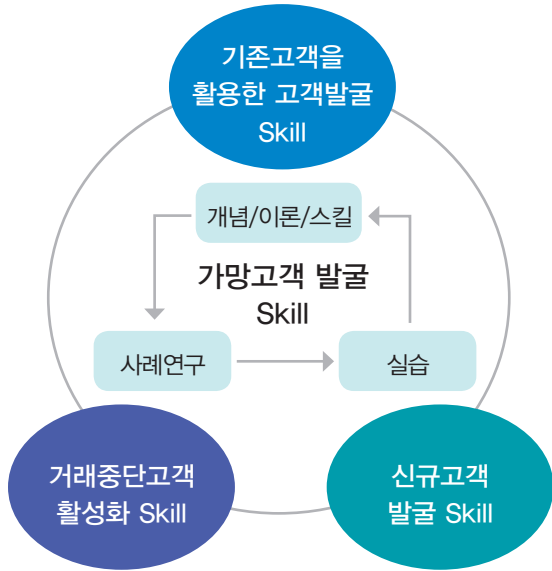 기존고객을
활용한 고객발굴
Skill
개념/이론/스킬
가망고객 발굴
Skill
사례연구
실습
거래중단고객
활성화 Skill
신규고객
발굴 Skill